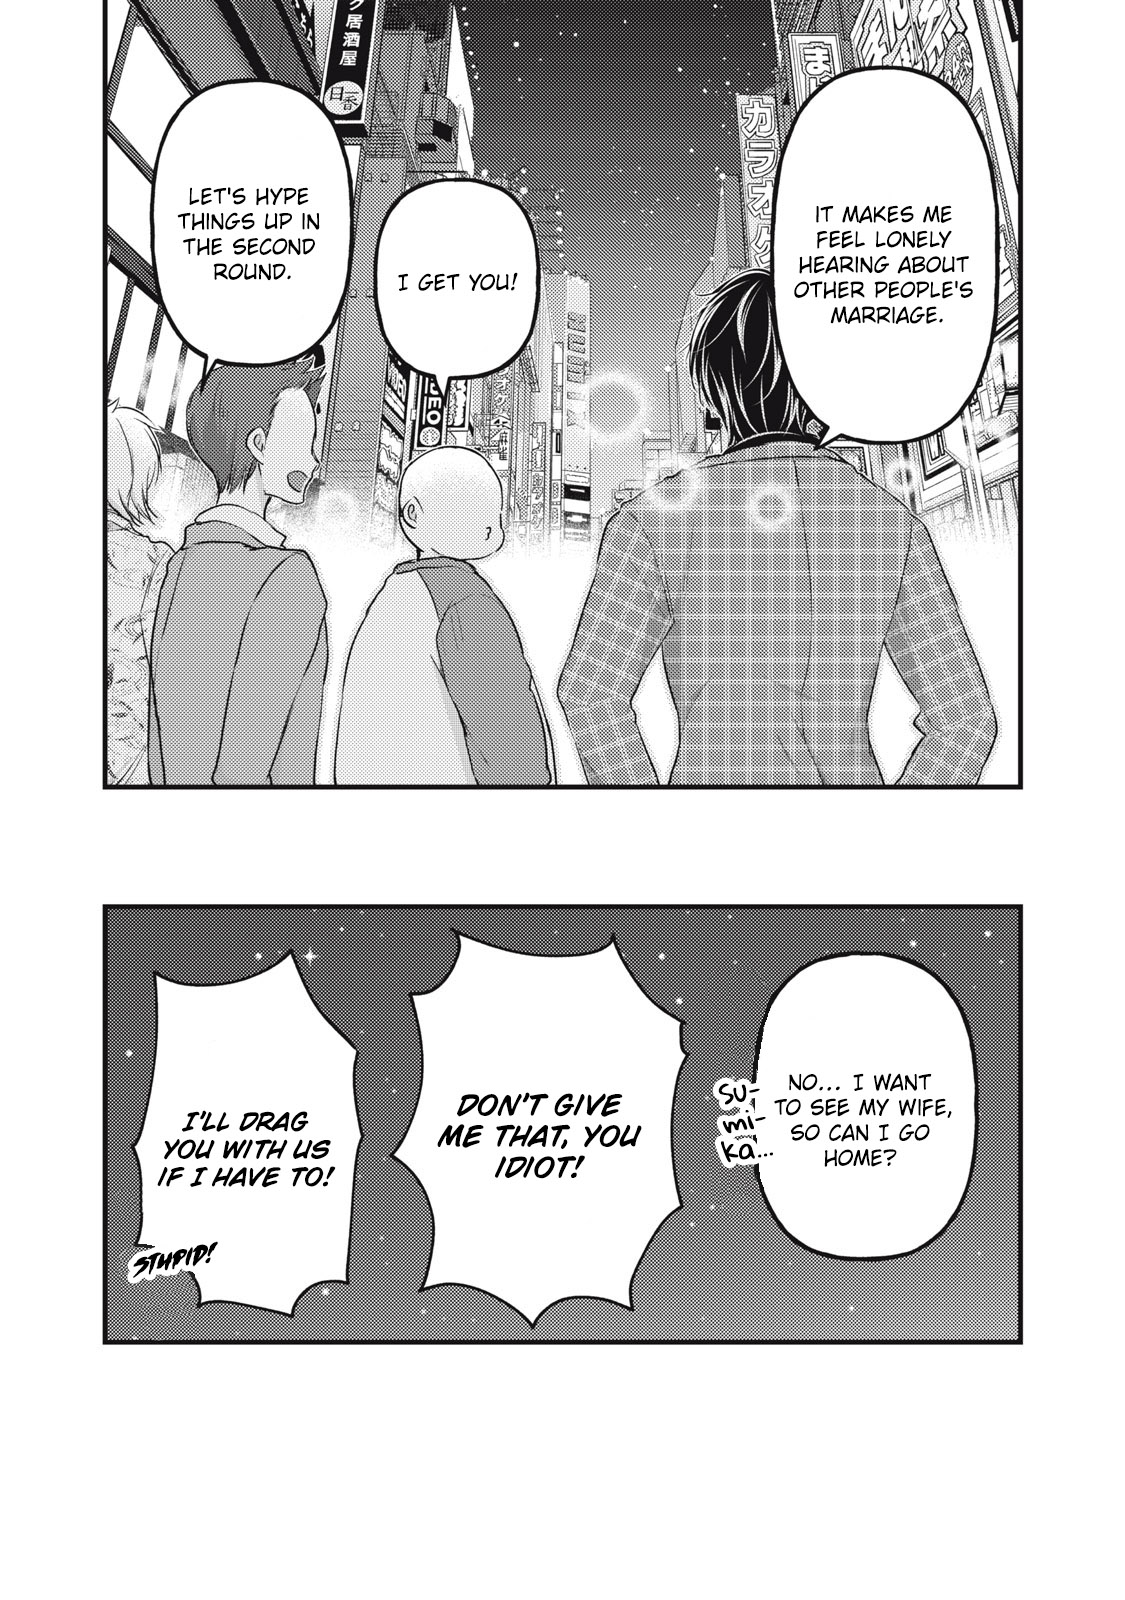 IT MAKES ME
FEEL LONELY
HEARING ABOUT
OTHER PEOPLE'S
MARRIAGE.
I GET YOU!
LET'S HYPE
THINGS UP IN
THE SECOND
ROUND.
居酒屋
一番
カラオケ
NO... I WANT
TO SEE MY WIFE,
SO CAN I GO
HOME?
SU-
mi-
ka...
DON'T GIVE
ME THAT, YOU
IDIOT!
I'LL DRAG
YOU WITH US
IF I HAVE TO!
STUPID!